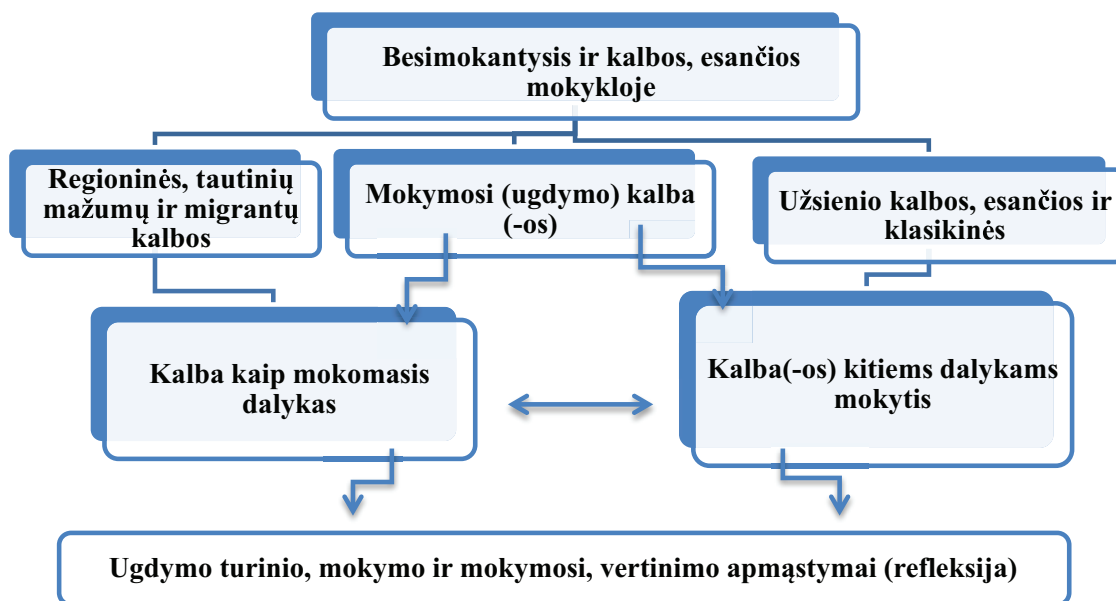 Besimokantysis ir kalbos, esančios
mokykloje
Regioninės, tautinių
mažumų ir migrantų
kalbos
Mokymosi (ugdymo) kalba
(-os)
Užsienio kalbos, esančios ir
klasikinės
Kalba kaip mokomasis
dalykas
Kalba(-os) kitiems dalykams
mokytis
Ugdymo turinio, mokymo ir mokymosi, vertinimo apmąstymai (refleksija)